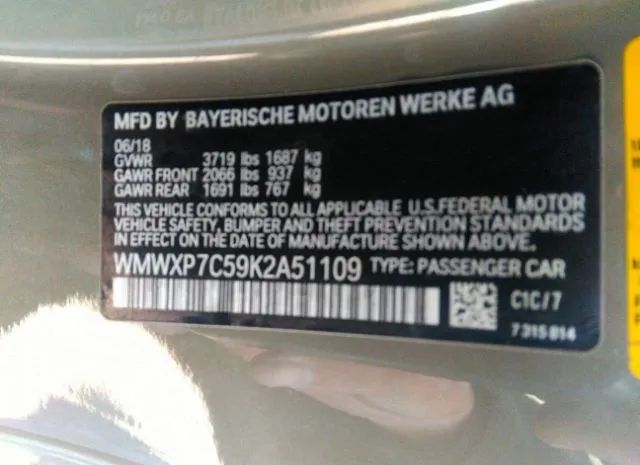 MFD BY BAYERISCHE MOTOREN WERKE AG
06/18
GVWR 3719 lbs 1687 kg
GAWR FRONT 2066 lbs 937 kg
GAWR REAR 1691 lbs 767 kg
THIS VEHICLE CONFORMS TO ALL APPLICABLE U.S.FEDERAL MOTOR
VEHICLE SAFETY, BUMPER AND THEFT PREVENTION STANDARDS
IN EFFECT ON THE DATE OF MANUFACTURE SHOWN ABOVE.
WMWXP7C59K2A51109 TYPE: PASSENGER CAR
C1C/7
7315814